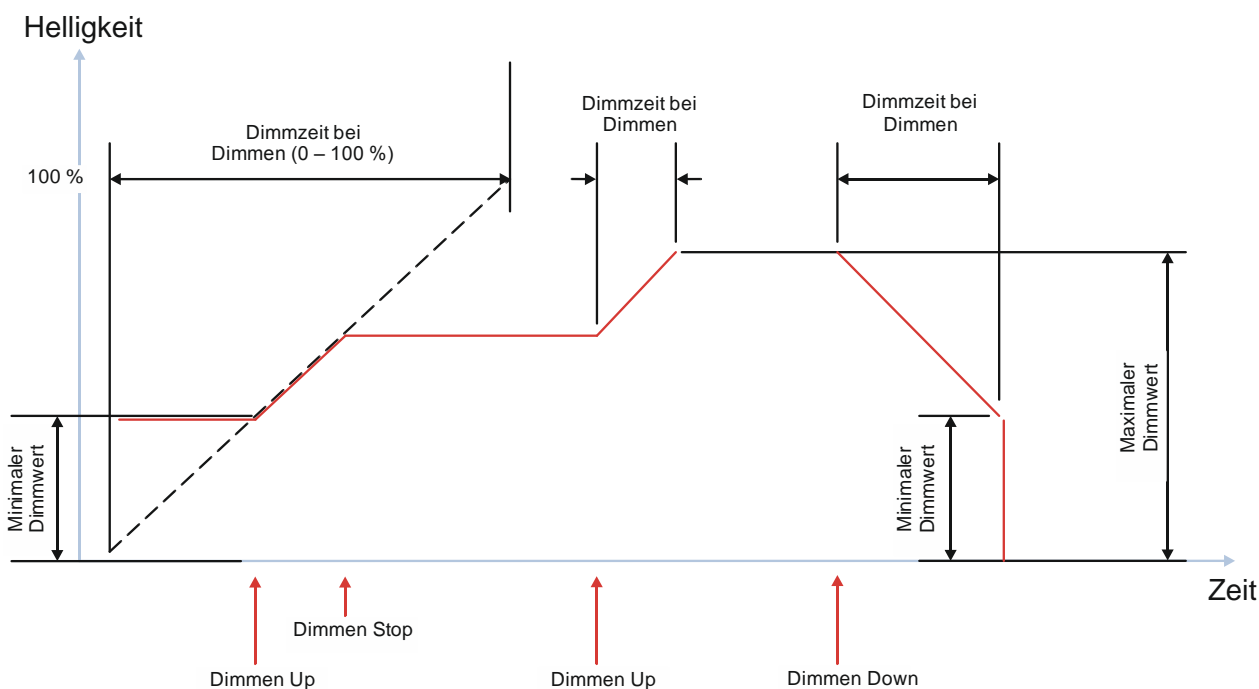 Helligkeit
Dimmzeit bei
Dimmen (0 – 100 %)
Dimmzeit bei
Dimmen
Dimmzeit bei
Dimmen
100 %
Minimaler
Dimmwert
Minimaler
Dimmwert
Maximaler
Dimmwert
Zeit
Dimmen Stop
Dimmen Up
Dimmen Up
Dimmen Down